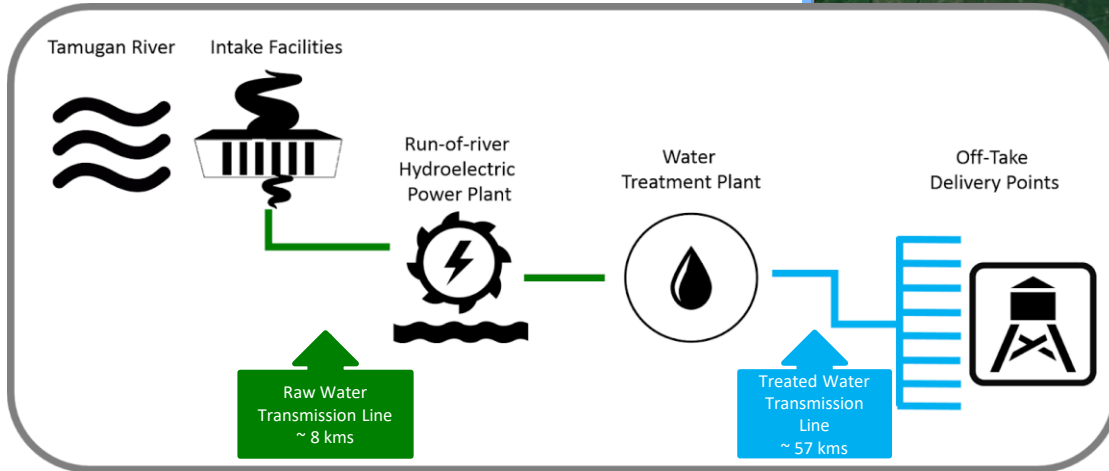 Tamugan River
Intake Facilities
Run-of-river
Hydroelectric
Power Plant
Water
Treatment Plant
Off-Take
Delivery Points
Raw Water
Transmission Line
~ 8 kms
Treated Water
Transmission
Line
~ 57 kms